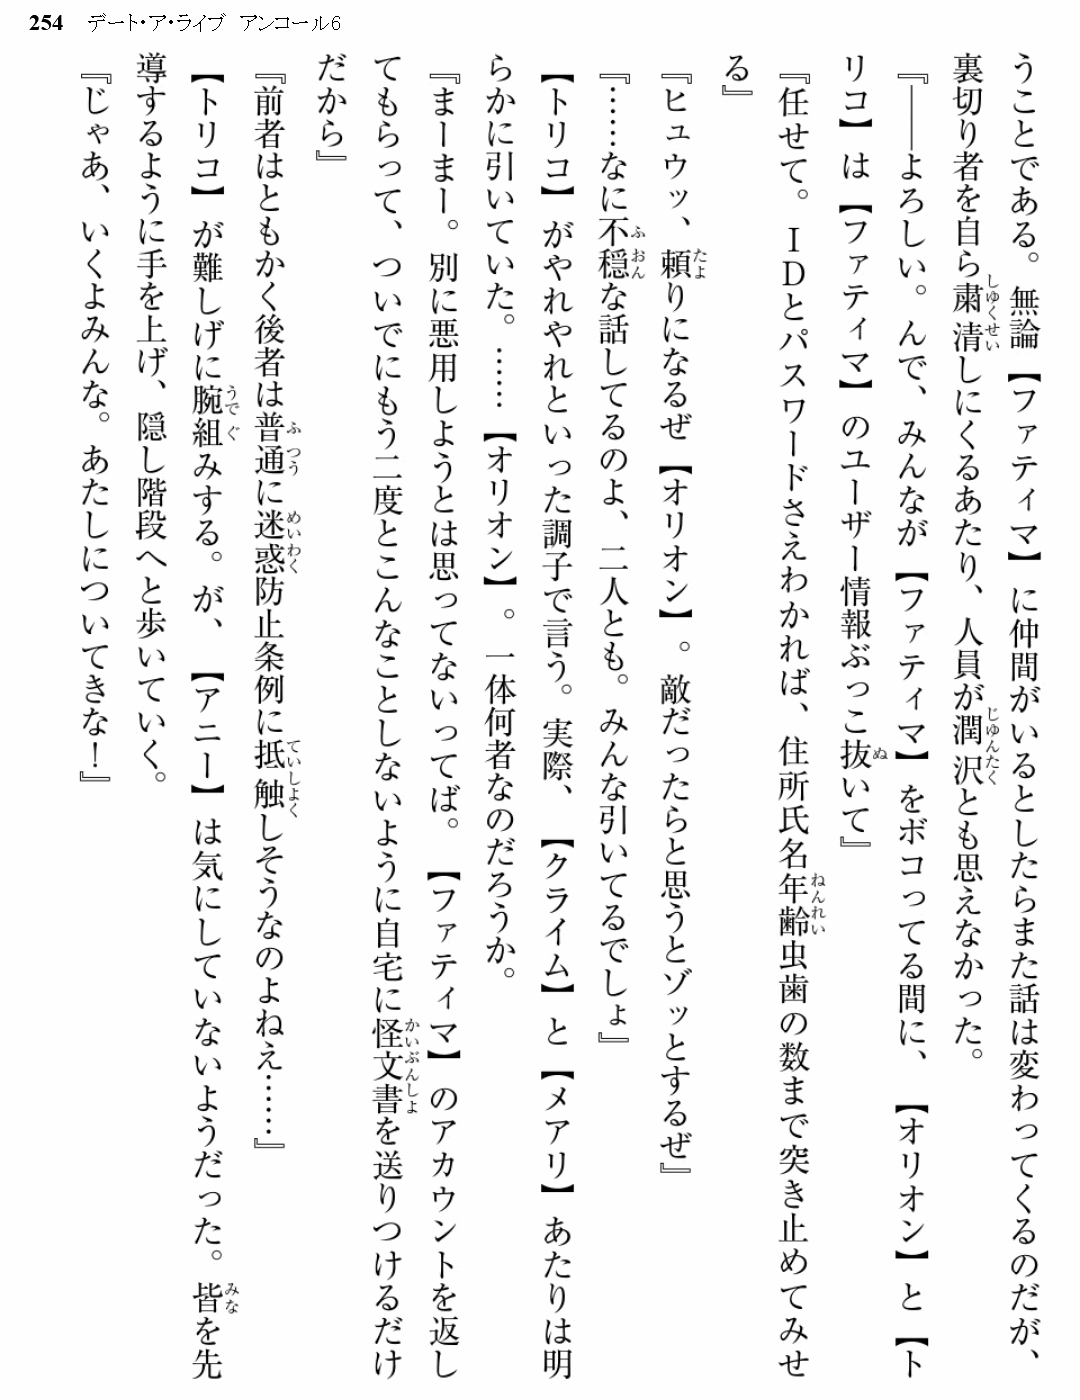 254 デート・ア・ライブ アンコール6
うことである。無論【ファティマ】に仲間がいるとしたらまた話は変わってくるのだが、
裏切り者を自ら粛清しにくるあたり、人員が潤沢とも思えなかった。
『――よろしい。んで、みんなが【ファティマ】をボコってる間に、【オリオン】と【ト
リコ】は【ファティマ】のユーザー情報ぶっこ抜いて』
『任せて。IDとパスワードさえわかれば、住所氏名年齢虫歯の数まで突き止めてみせ
る』
『ヒュウッ、頼りになるぜ【オリオン】。敵だったらと思うとゾッとするぜ』
『……なに不穏な話してるのよ、二人とも。みんな引いてるでしょ』
【トリコ】がやれやれといった調子で言う。実際、【クライム】と【メアリ】あたりは明
らかに引いていた。……【オリオン】。一体何者なのだろうか。
『まーまー。別に悪用しようとは思ってないってば。【ファティマ】のアカウントを返し
てもらって、ついでにもう二度とこんなことしないように自宅に怪文書を送りつけるだけ
だから』
『前者はともかく後者は普通に迷惑防止条例に抵触しそうなのよねえ……』
【トリコ】が難しげに腕組みする。が、【アニー】は気にしていないようだった。皆を先
導するように手を上げ、隠し階段へと歩いていく。
『じゃあ、いくよみんな。あたしについてきな！』